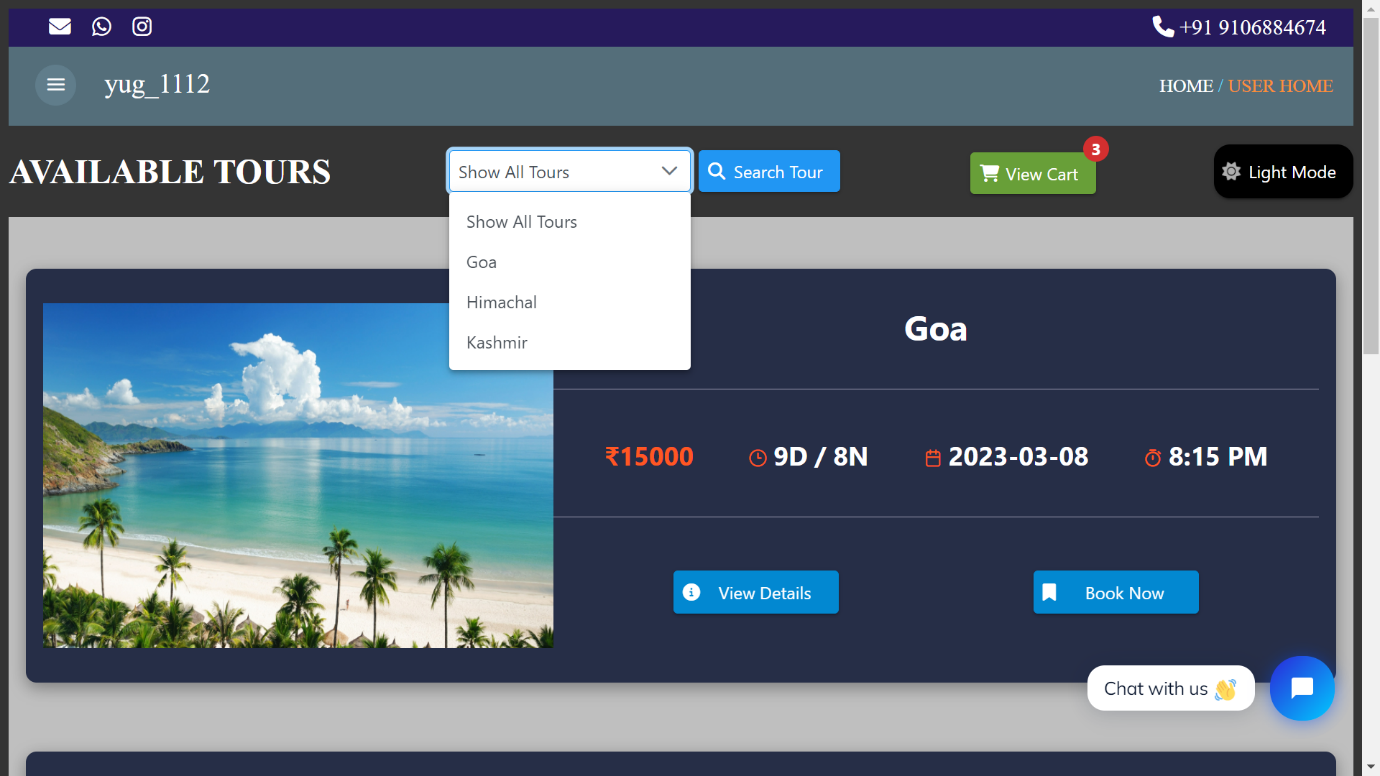 +91 9106884674
yug_1112
HOME / USER HOME
AVAILABLE TOURS
Show All Tours
Search Tour
View Cart
3
Light Mode
Show All Tours
Goa
Himachal
Kashmir
Goa
₹15000
9D / 8N
2023-03-08
8:15 PM
View Details
Book Now
Chat with us 👋